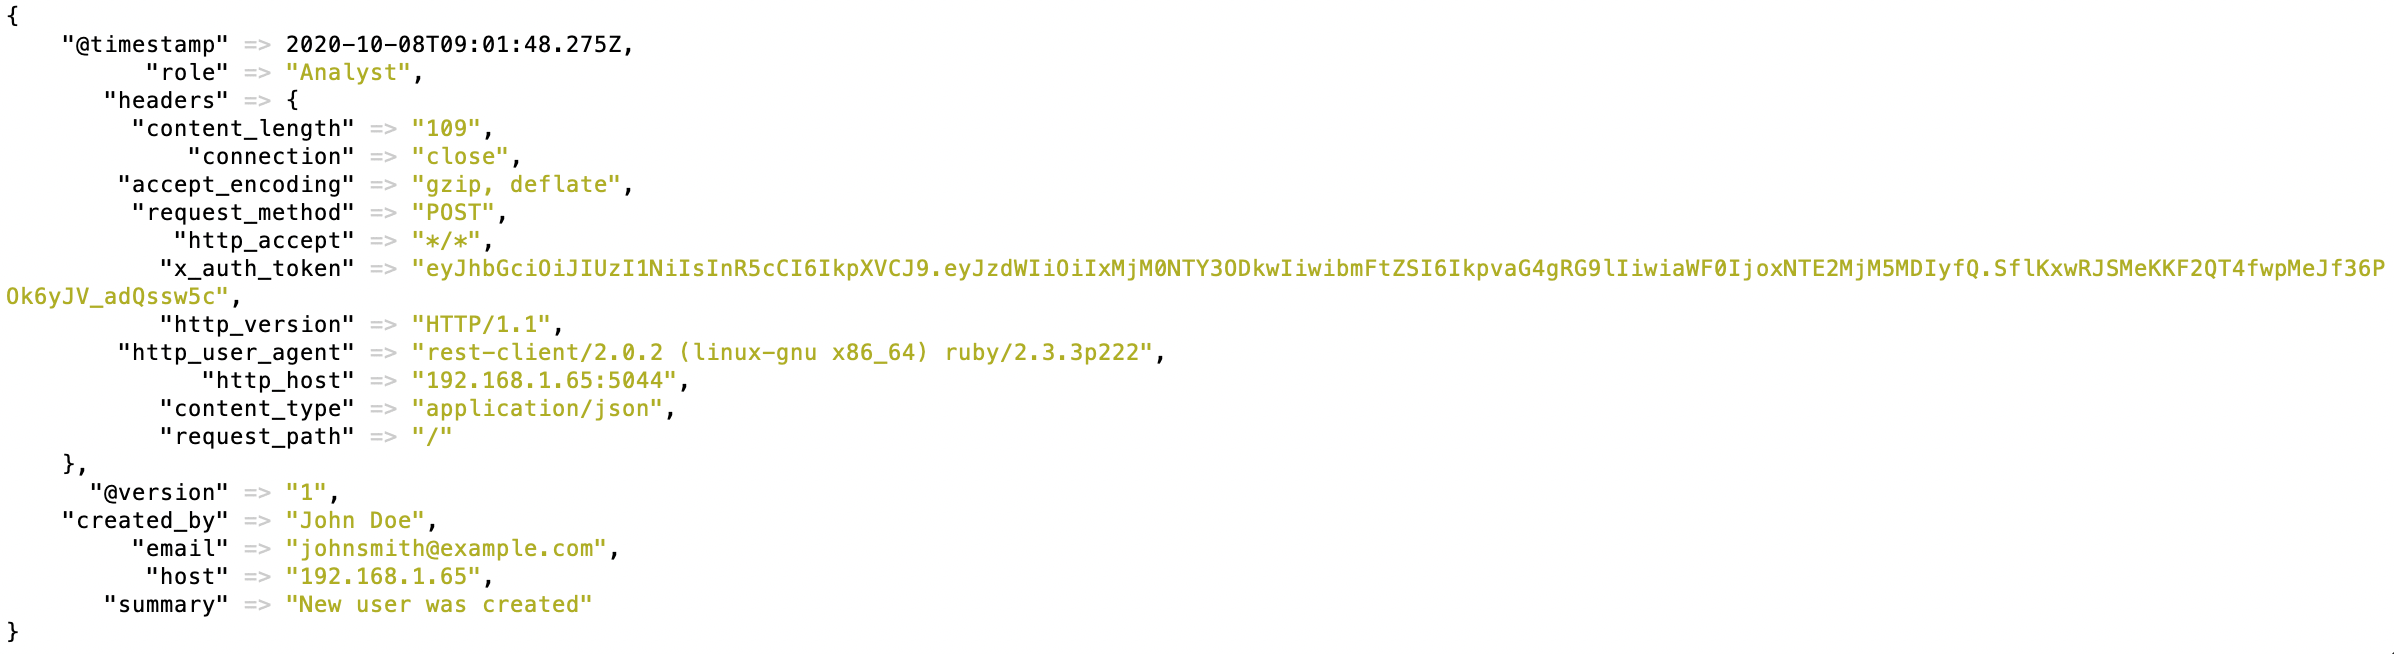 {
    "@timestamp" => 2020-10-08T09:01:48.275Z,
          "role" => "Analyst",
       "headers" => {
         "content_length" => "109",
             "connection" => "close",
        "accept_encoding" => "gzip, deflate",
         "request_method" => "POST",
            "http_accept" => "*/*",
           "x_auth_token" => "eyJhbGciOiJIUzI1NiIsInR5cCI6IkpXVCJ9.eyJzdWIiOiIxMjM0NTY3ODkwIiwibmFtZSI6IkpvaG4gRG9lIiwiaWF0IjoxNTE2MjM5MDIyfQ.SflKxwRJSMeKKF2QT4fwpMeJf36P
Ok6yJV_adQssw5c",
           "http_version" => "HTTP/1.1",
        "http_user_agent" => "rest-client/2.0.2 (linux-gnu x86_64) ruby/2.3.3p222",
              "http_host" => "192.168.1.65:5044",
           "content_type" => "application/json",
           "request_path" => "/"
    },
      "@version" => "1",
    "created_by" => "John Doe",
         "email" => "johnsmith@example.com",
          "host" => "192.168.1.65",
       "summary" => "New user was created"
}